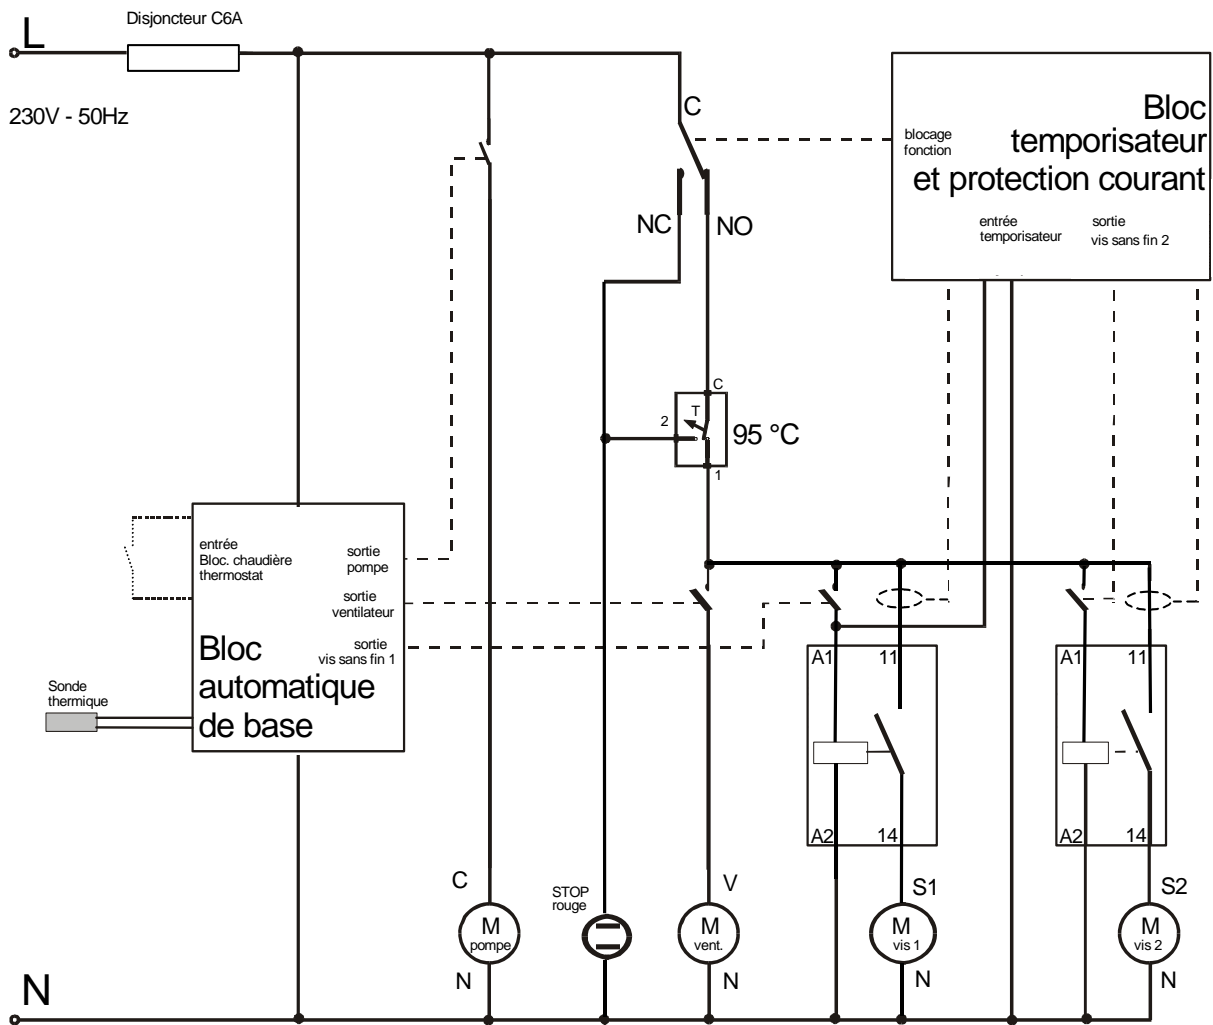 Disjoncteur C6A
L
230V - 50Hz
C
NC
NO
blocage
fonction
Bloc
temporisateur
et protection courant
entrée
temporisateur
sortie
vis sans fin 2
C
T
2
95 °C
1
entrée
Bloc. chaudière
thermostat
sortie
pompe
sortie
ventilateur
sortie
vis sans fin 1
Bloc
automatique
de base
Sonde
thermique
A1
11
A2
14
A1
11
A2
14
C
M
pompe
N
STOP
rouge
V
M
vent.
N
S1
M
vis 1
N
S2
M
vis 2
N
N